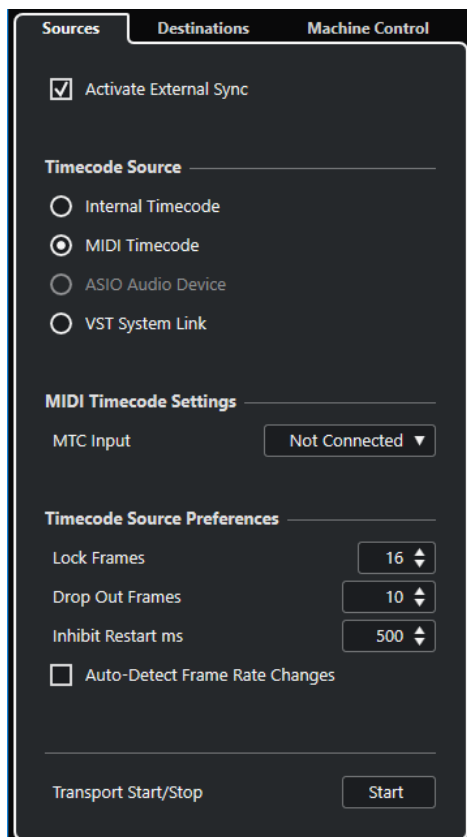 Sources Destinations Machine Control
Activate External Sync
Timecode Source
Internal Timecode
MIDI Timecode
ASIO Audio Device
VST System Link
MIDI Timecode Settings
MTC Input Not Connected
Timecode Source Preferences
Lock Frames 16
Drop Out Frames 10
Inhibit Restart ms 500
Auto-Detect Frame Rate Changes
Transport Start/Stop Start